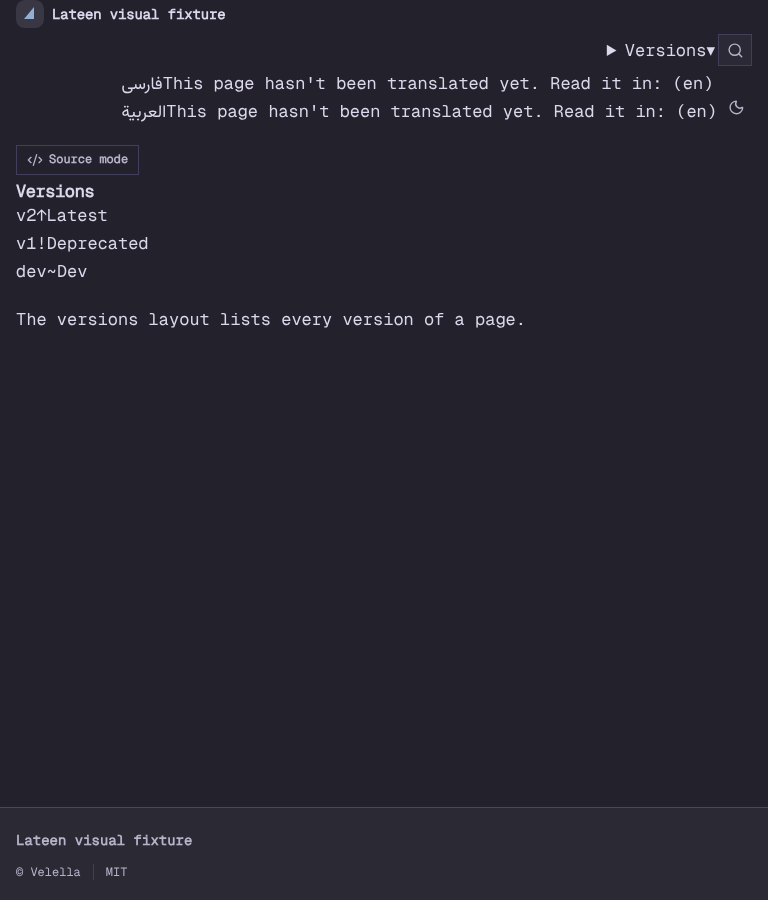 Lateen visual fixture
▶ Versions▾
فارسیThis page hasn't been translated yet. Read it in: (en)
العربيةThis page hasn't been translated yet. Read it in: (en)
Source mode
Versions
v2↑Latest
v1!Deprecated
dev~Dev
The versions layout lists every version of a page.
Lateen visual fixture
© Velella
MIT